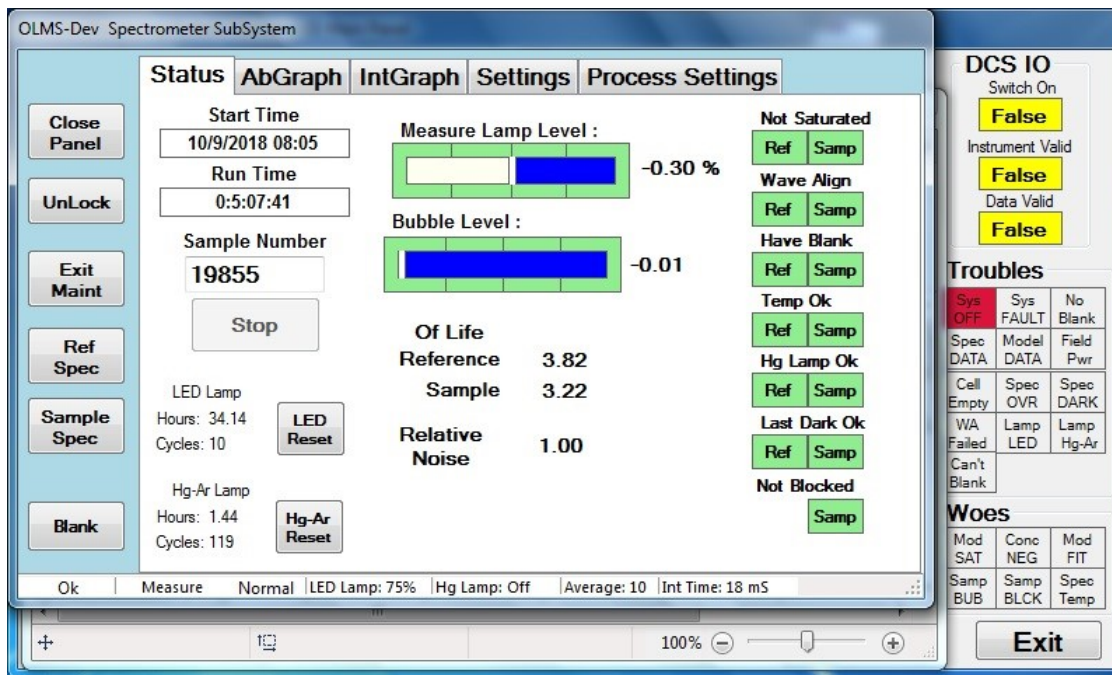 OLMS-Dev Spectrometer SubSystem
Status AbGraph IntGraph Settings Process Settings
Close
Panel
UnLock
Exit
Maint
Ref
Spec
Sample
Spec
Blank
Start Time
10/9/2018 08:05
Run Time
0:5:07:41
Sample Number
19855
Stop
LED Lamp
Hours: 34.14
Cycles: 10
LED
Reset
Hg-Ar Lamp
Hours: 1.44
Cycles: 119
Hg-Ar
Reset
Measure Lamp Level :
-0.30 %
Bubble Level :
-0.01
Of Life
Reference 3.82
Sample 3.22
Relative
Noise
1.00
Not Saturated
Ref Samp
Wave Align
Ref Samp
Have Blank
Ref Samp
Temp Ok
Ref Samp
Hg Lamp Ok
Ref Samp
Last Dark Ok
Ref Samp
Not Blocked
Samp
Ok Measure Normal LED Lamp: 75% Hg Lamp: Off Average: 10 Int Time: 18 mS
100%
DCS IO
Switch On
False
Instrument Valid
False
Data Valid
False
Troubles
Sys
OFF
Sys
FAULT
No
Blank
Spec
DATA
Model
DATA
Field
Pwr
Cell
Empty
Spec
OVR
Spec
DARK
WA
Failed
Lamp
LED
Lamp
Hg-Ar
Can't
Blank
Woes
Mod
SAT
Conc
NEG
Mod
FIT
Samp
BUB
Samp
BLCK
Spec
Temp
Exit